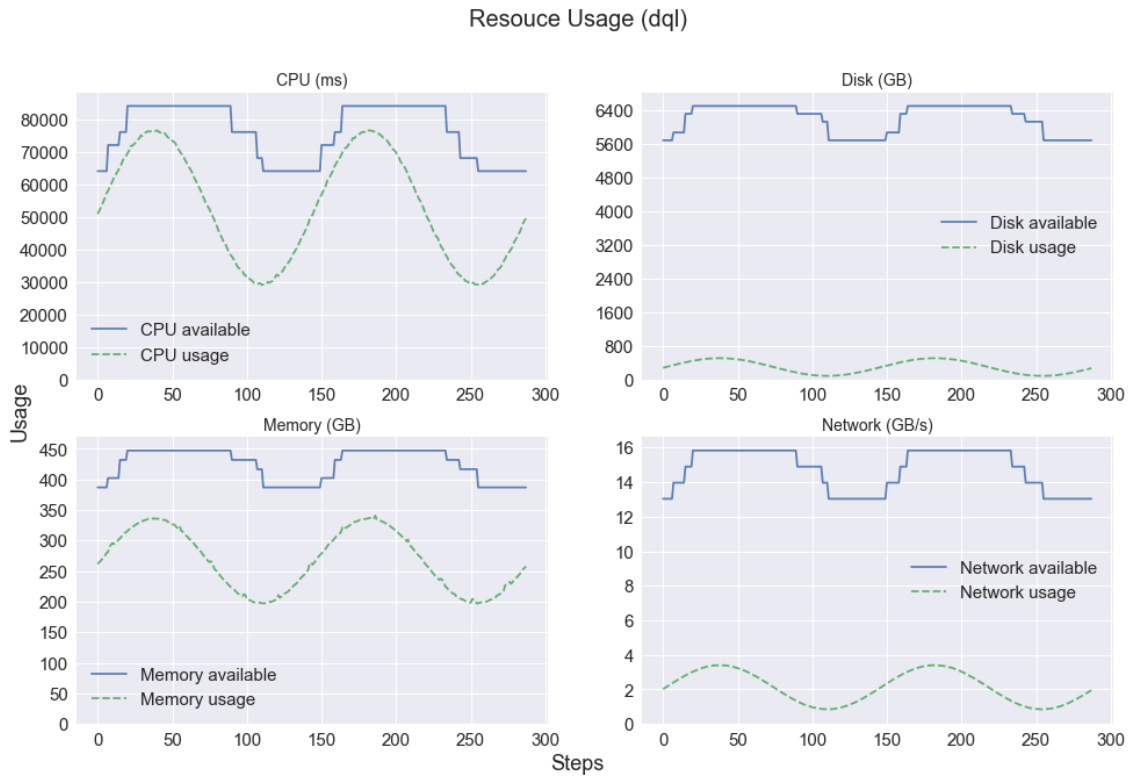 Resouce Usage (dql)
CPU (ms)
80000
70000
60000
50000
40000
30000
20000
10000
0
0 50 100 150 200 250 300
CPU available
CPU usage
Disk (GB)
6400
5600
4800
4000
3200
2400
1600
800
0
0 50 100 150 200 250 300
Disk available
Disk usage
Usage
Memory (GB)
450
400
350
300
250
200
150
100
50
0
0 50 100 150 200 250 300
Memory available
Memory usage
Network (GB/s)
16
14
12
10
8
6
4
2
0
0 50 100 150 200 250 300
Network available
Network usage
Steps